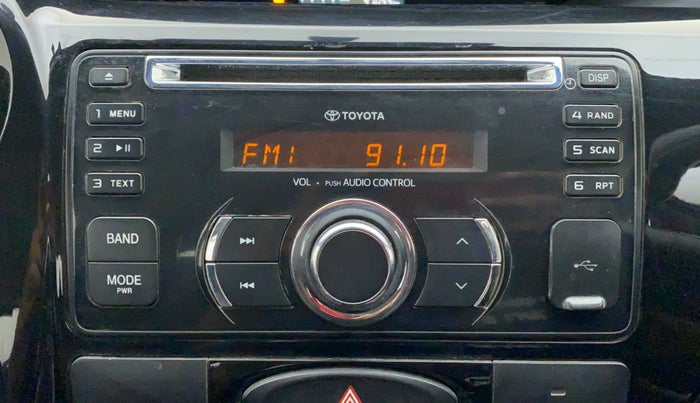 DISP
1 MENU
TOYOTA
4 RAND
2
FM1 91.10
5 SCAN
3 TEXT
VOL • PUSH AUDIO CONTROL
6 RPT
BAND
MODE
PWR